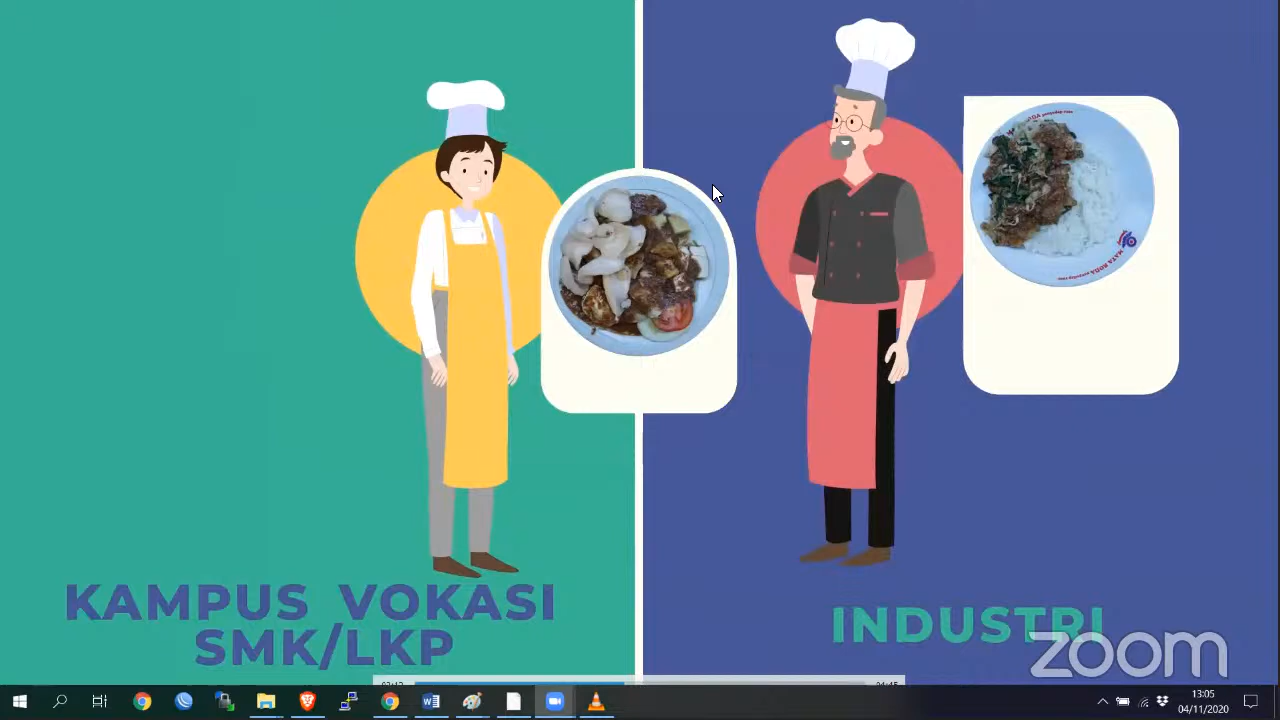 KAMPUS VOKASI
SMK/LKP
INDUSTRI
zoom
13:05
04/11/2020